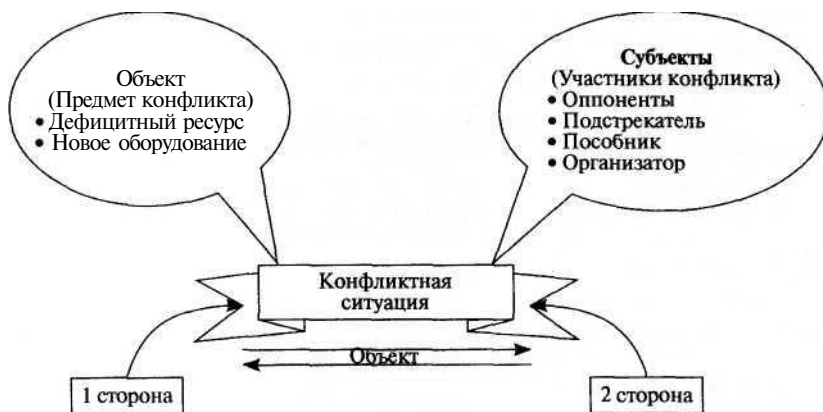 Объект
(Предмет конфликта)
• Дефицитный ресурс
• Новое оборудование
Субъекты
(Участники конфликта)
• Оппоненты
• Подстрекатель
• Пособник
• Организатор
Конфликтная
ситуация
Объект
1 сторона
2 сторона